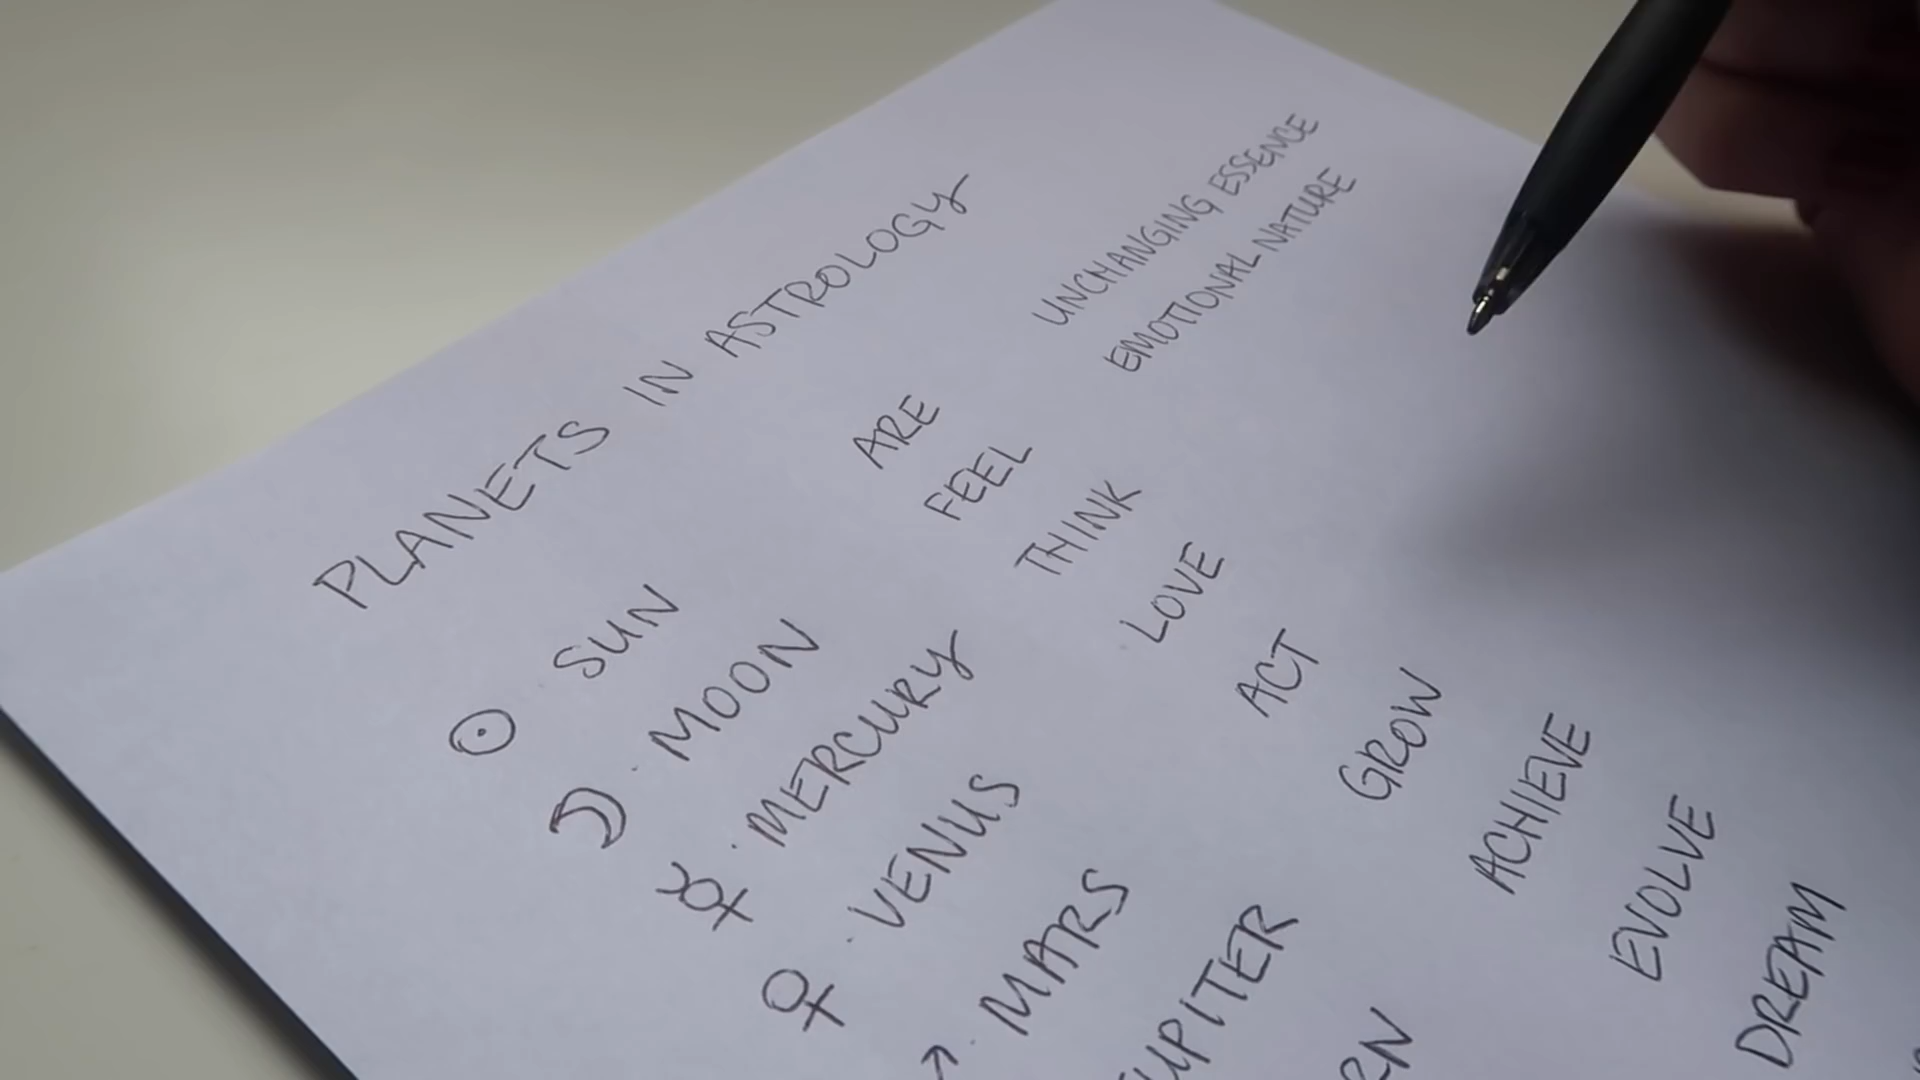 PLANETS IN ASTROLOGY
SUN ARE UNCHANGING ESSENCE
MOON FEEL EMOTIONAL NATURE
MERCURY THINK
VENUS LOVE
MARS ACT
JUPITER GROW
ACHIEVE
EVOLVE
DREAM